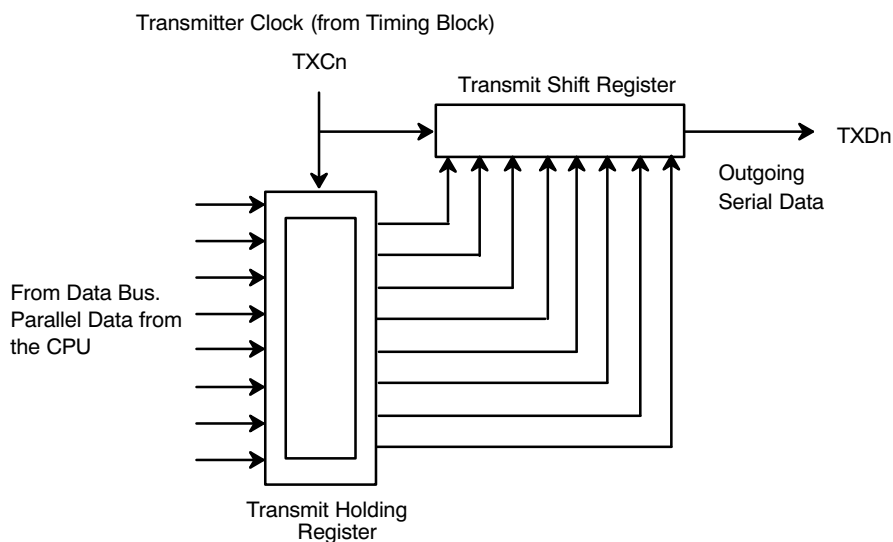 Transmitter Clock (from Timing Block)
TXCn
Transmit Shift Register
TXDn
Outgoing
Serial Data
From Data Bus.
Parallel Data from
the CPU
Transmit Holding
Register